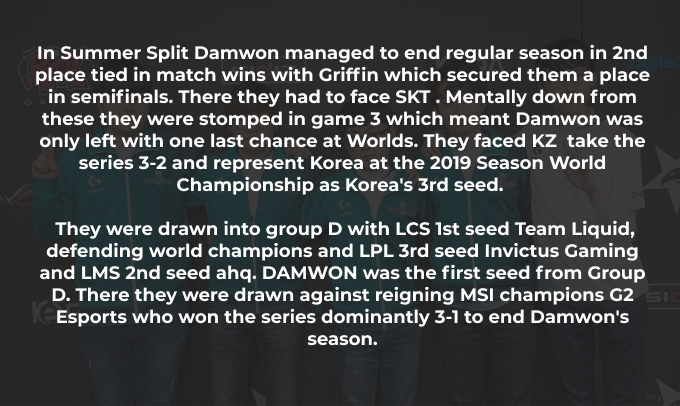 In Summer Split Damwon managed to end regular season in 2nd
place tied in match wins with Griffin which secured them a place
in semifinals. There they had to face SKT . Mentally down from
these they were stomped in game 3 which meant Damwon was
only left with one last chance at Worlds. They faced KZ  take the
series 3-2 and represent Korea at the 2019 Season World
Championship as Korea's 3rd seed.
They were drawn into group D with LCS 1st seed Team Liquid,
defending world champions and LPL 3rd seed Invictus Gaming
and LMS 2nd seed ahq. DAMWON was the first seed from Group
D. There they were drawn against reigning MSI champions G2
Esports who won the series dominantly 3-1 to end Damwon's
season.